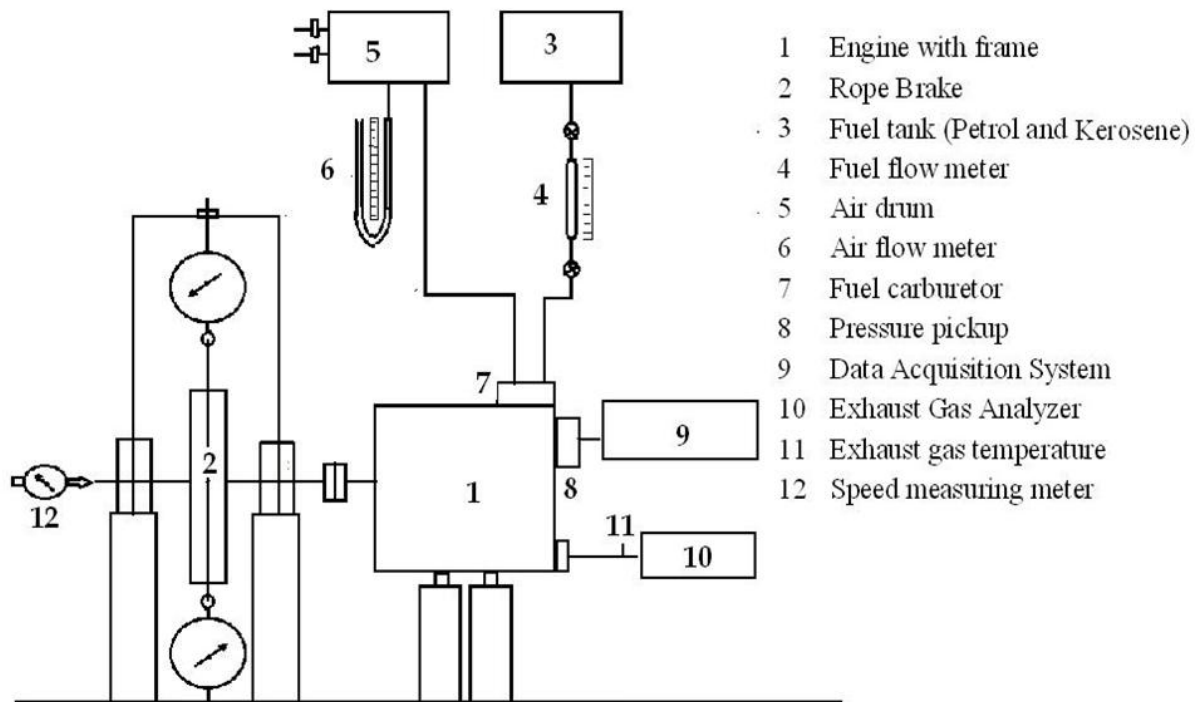 5
3
6
4
7
2
1
9
8
12
11
10
1 Engine with frame
2 Rope Brake
3 Fuel tank (Petrol and Kerosene)
4 Fuel flow meter
5 Air drum
6 Air flow meter
7 Fuel carburetor
8 Pressure pickup
9 Data Acquisition System
10 Exhaust Gas Analyzer
11 Exhaust gas temperature
12 Speed measuring meter